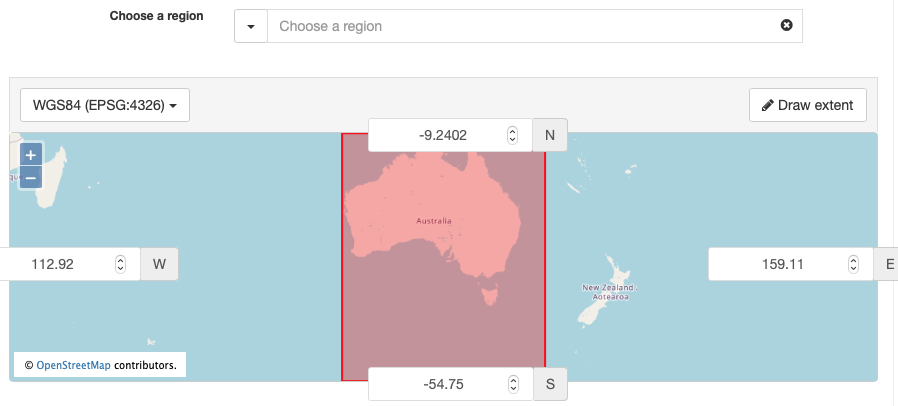 Choose a region
Choose a region
WGS84 (EPSG:4326)
Draw extent
-9.2402 N
+
−
Australia
112.92 W
159.11 E
New Zealand
Aotearoa
© OpenStreetMap contributors.
-54.75 S